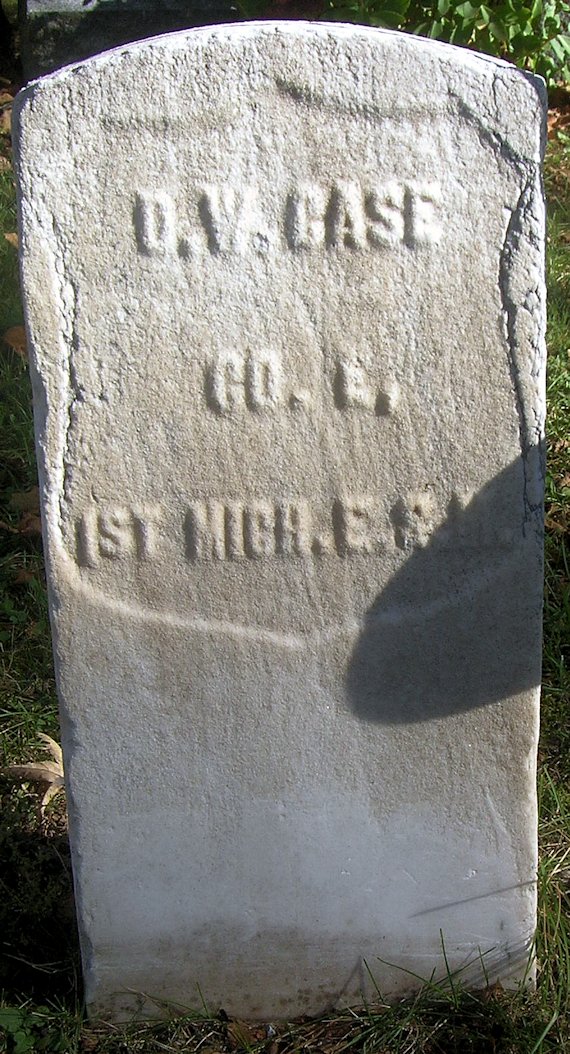 D.V. CASE
CO. E,
1ST MICH. E. & M.